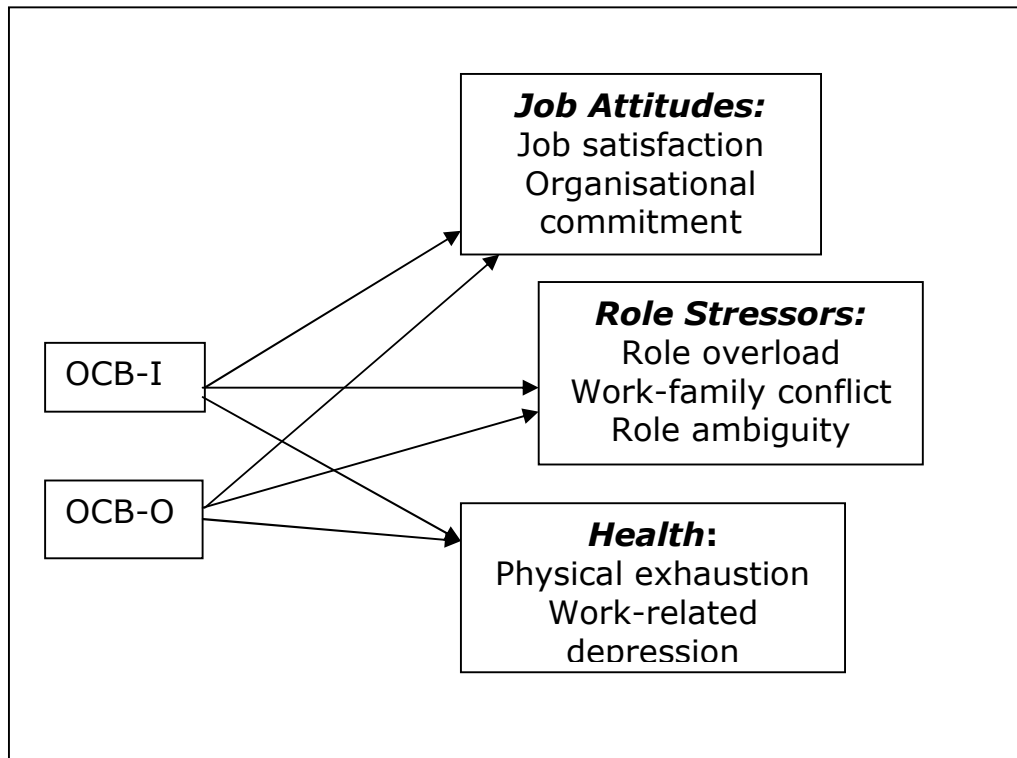 Job Attitudes:
Job satisfaction
Organisational
commitment
Role Stressors:
Role overload
Work-family conflict
Role ambiguity
OCB-I
OCB-O
Health:
Physical exhaustion
Work-related
depression